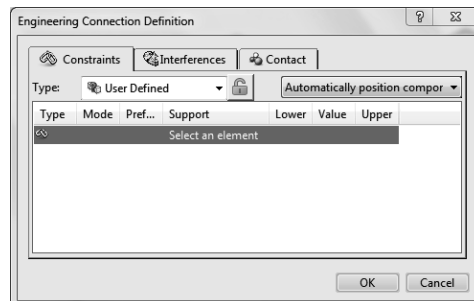 Engineering Connection Definition
Constraints Interferences Contact
Type: User Defined Automatically position compor
Type Mode Pref... Support Lower Value Upper
Select an element
OK Cancel